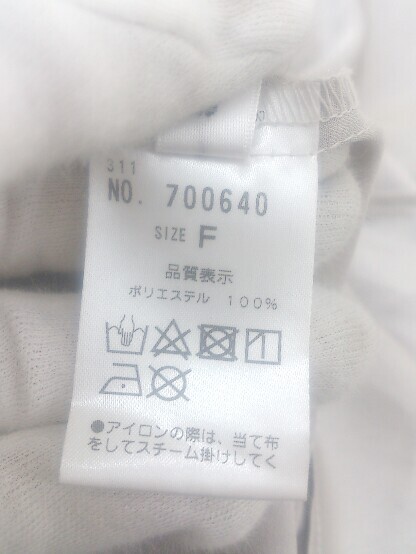 311
NO. 700640
SIZE F
品質表示
ポリエステル 100%
●アイロンの際は、当て布
をしてスチーム掛けしてく